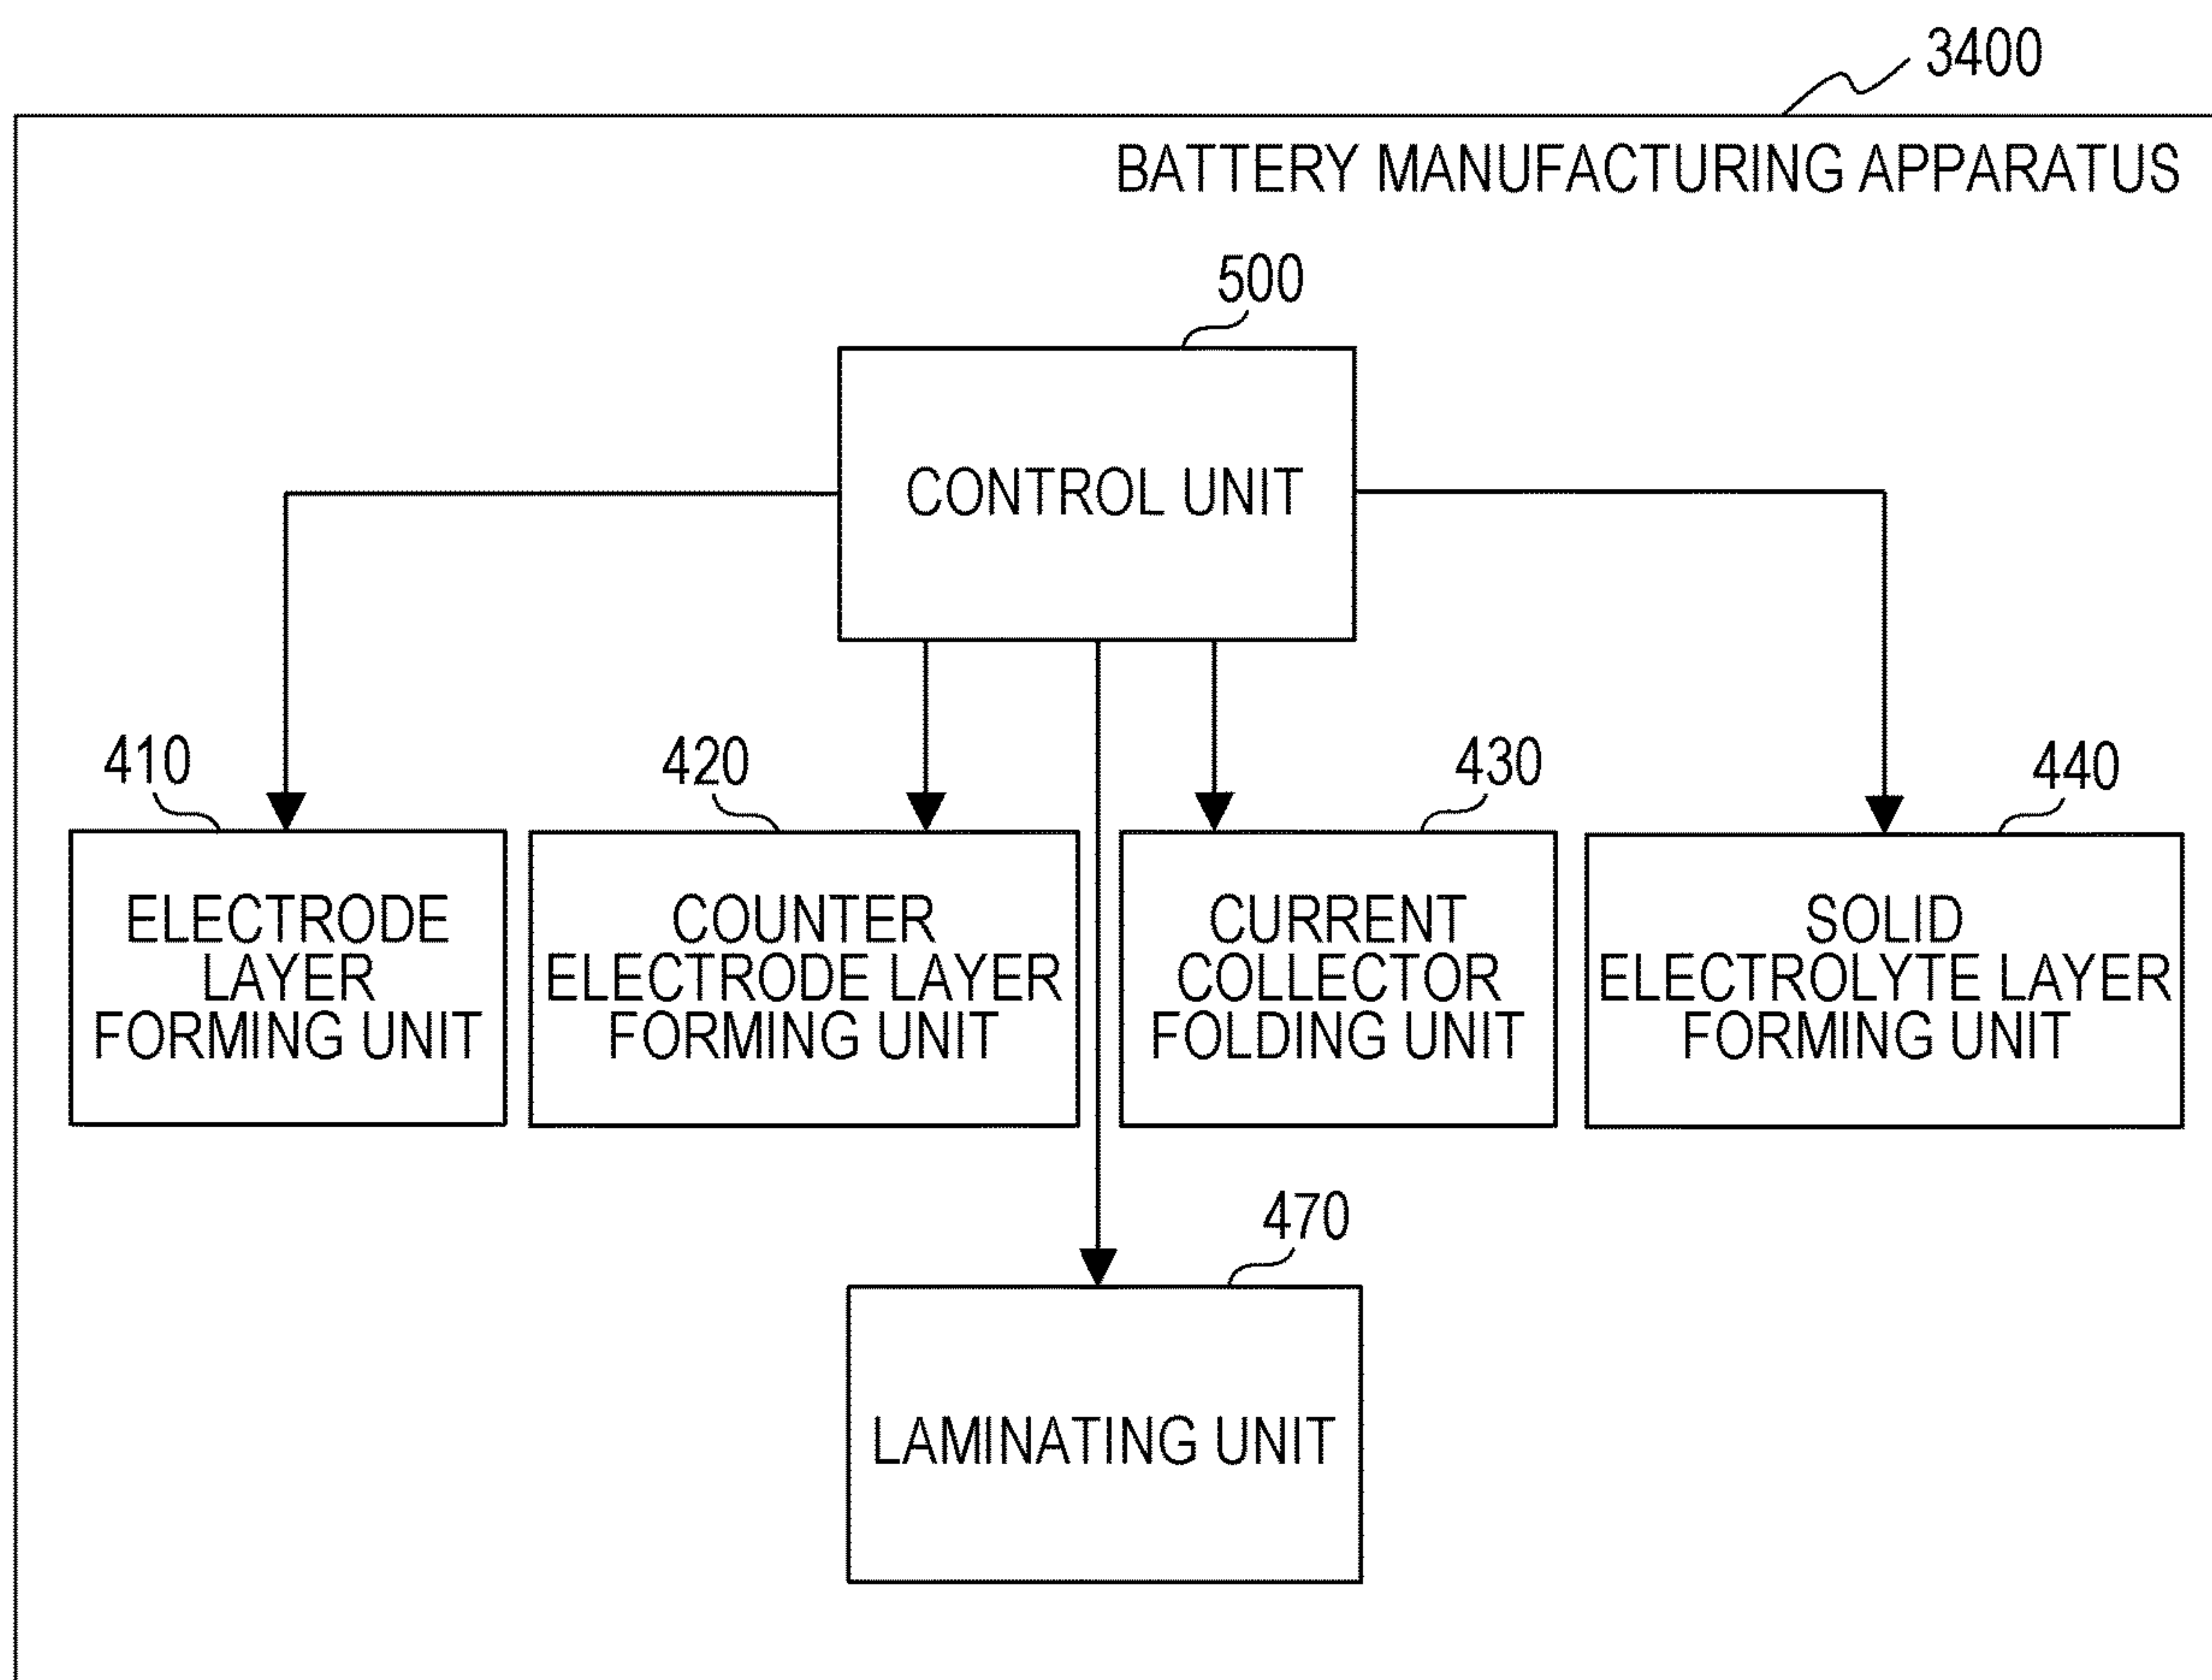 3400
BATTERY MANUFACTURING APPARATUS
500
CONTROL UNIT
410
420
430
440
ELECTRODE
LAYER
FORMING UNIT
COUNTER
ELECTRODE LAYER
FORMING UNIT
CURRENT
COLLECTOR
FOLDING UNIT
SOLID
ELECTROLYTE LAYER
FORMING UNIT
470
LAMINATING UNIT